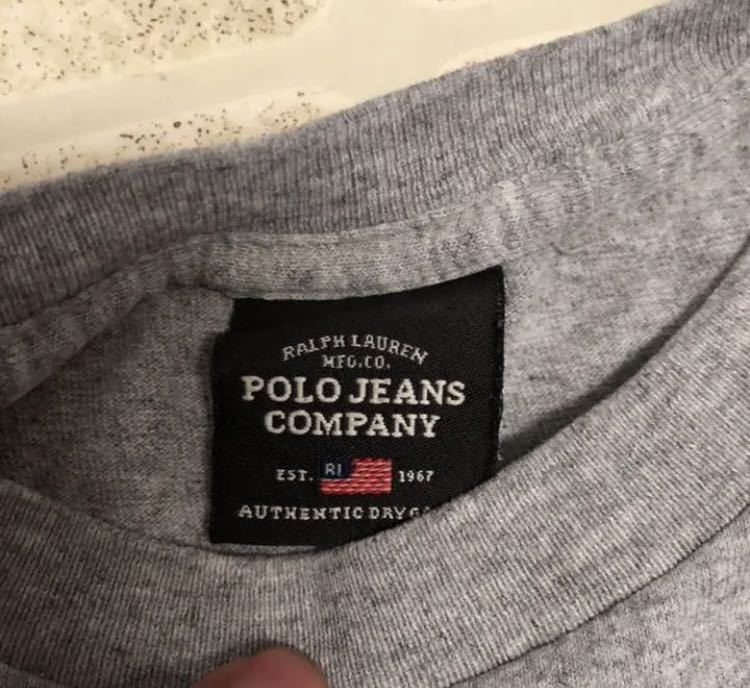 RALPH LAUREN
MFG.CO.
POLO JEANS
COMPANY
EST. RL 1967
AUTHENTIC DRY